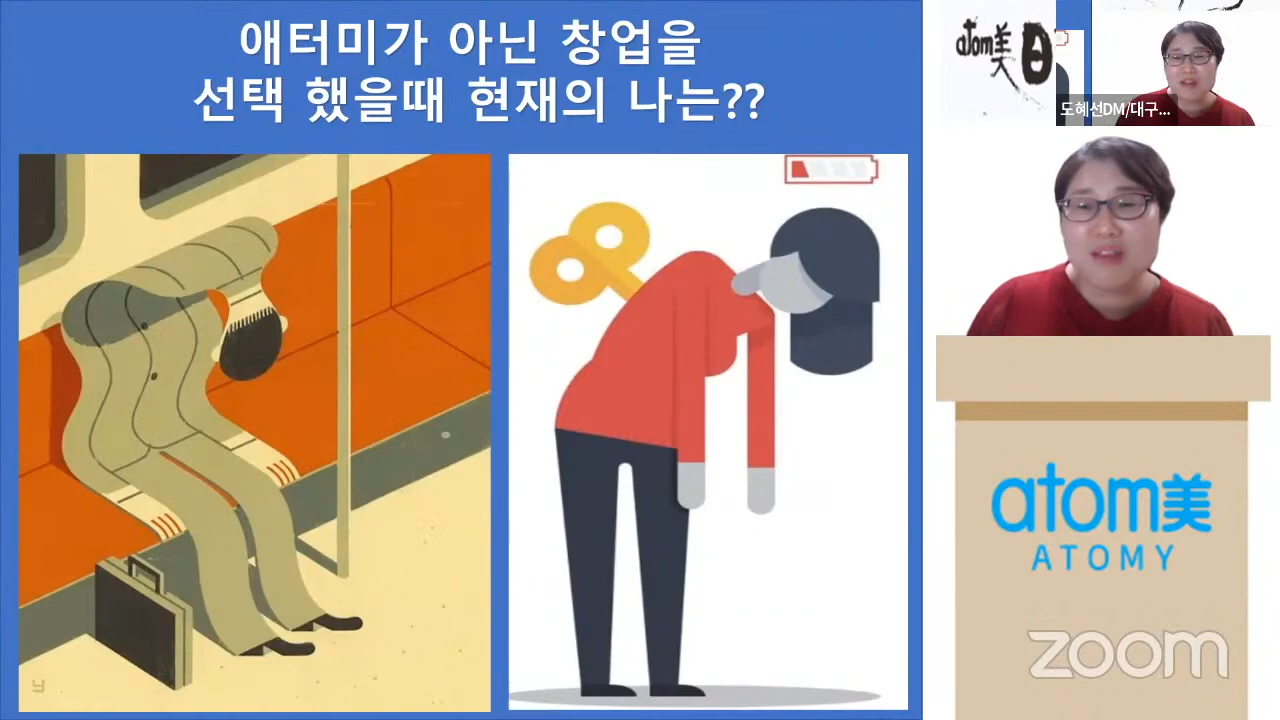 애터미가 아닌 창업을
선택 했을때 현재의 나는??
atom美
도혜선DM/대구...
atom美
ATOMY
zoom